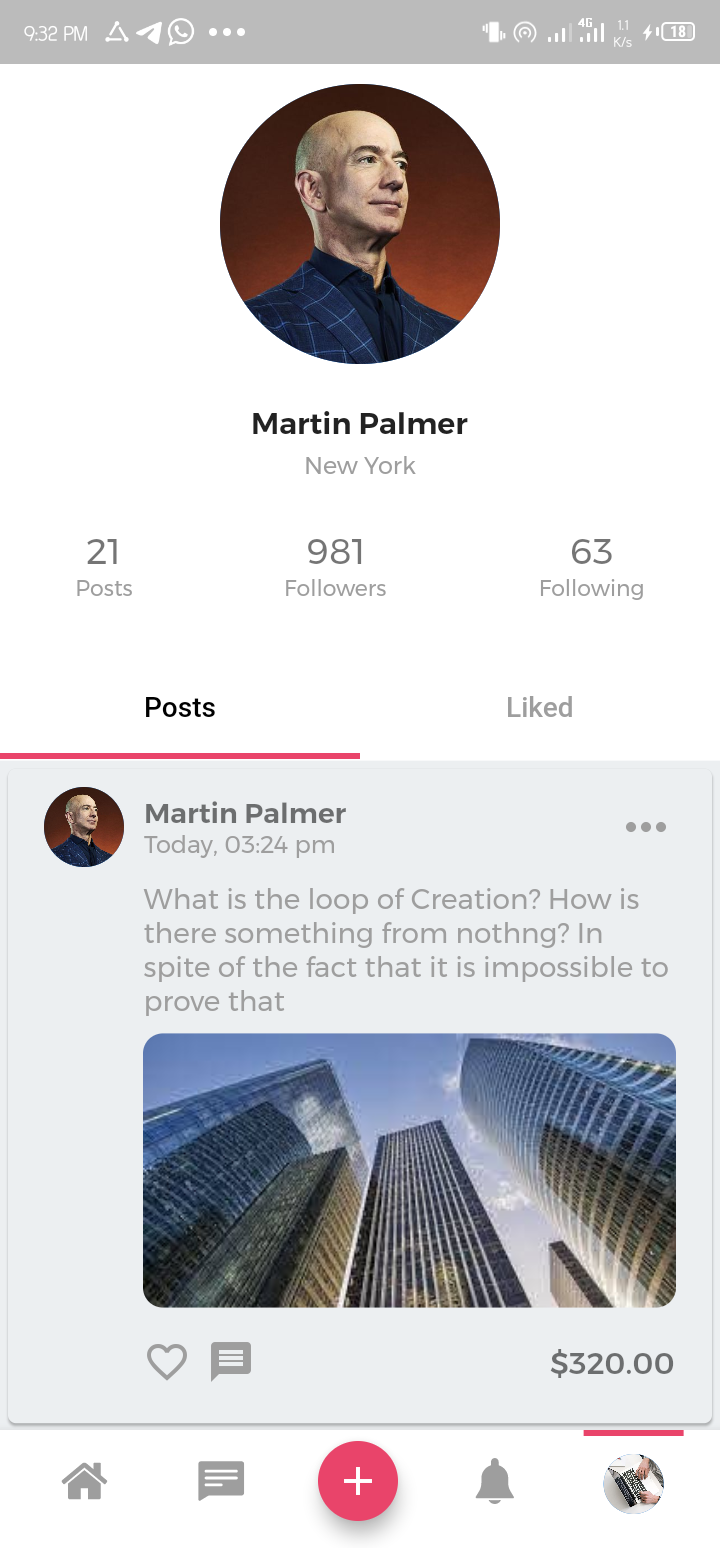 9:32 PM
4G
1.1
K/s
18
Martin Palmer
New York
21
981
63
Posts
Followers
Following
Posts
Liked
Martin Palmer
Today, 03:24 pm
What is the loop of Creation? How is
there something from nothng? In
spite of the fact that it is impossible to
prove that
$320.00